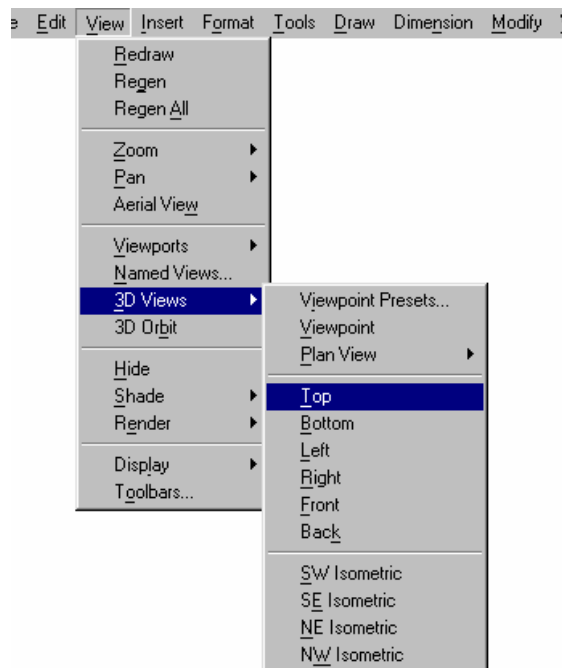 Edit View Insert Format Tools Draw Dimension Modify
Redraw
Regen
Regen All
Zoom
Pan
Aerial View
Viewports
Named Views...
3D Views
3D Orbit
Hide
Shade
Render
Display
Toolbars...
Viewpoint Presets...
Viewpoint
Plan View
Top
Bottom
Left
Right
Front
Back
SW Isometric
SE Isometric
NE Isometric
NW Isometric